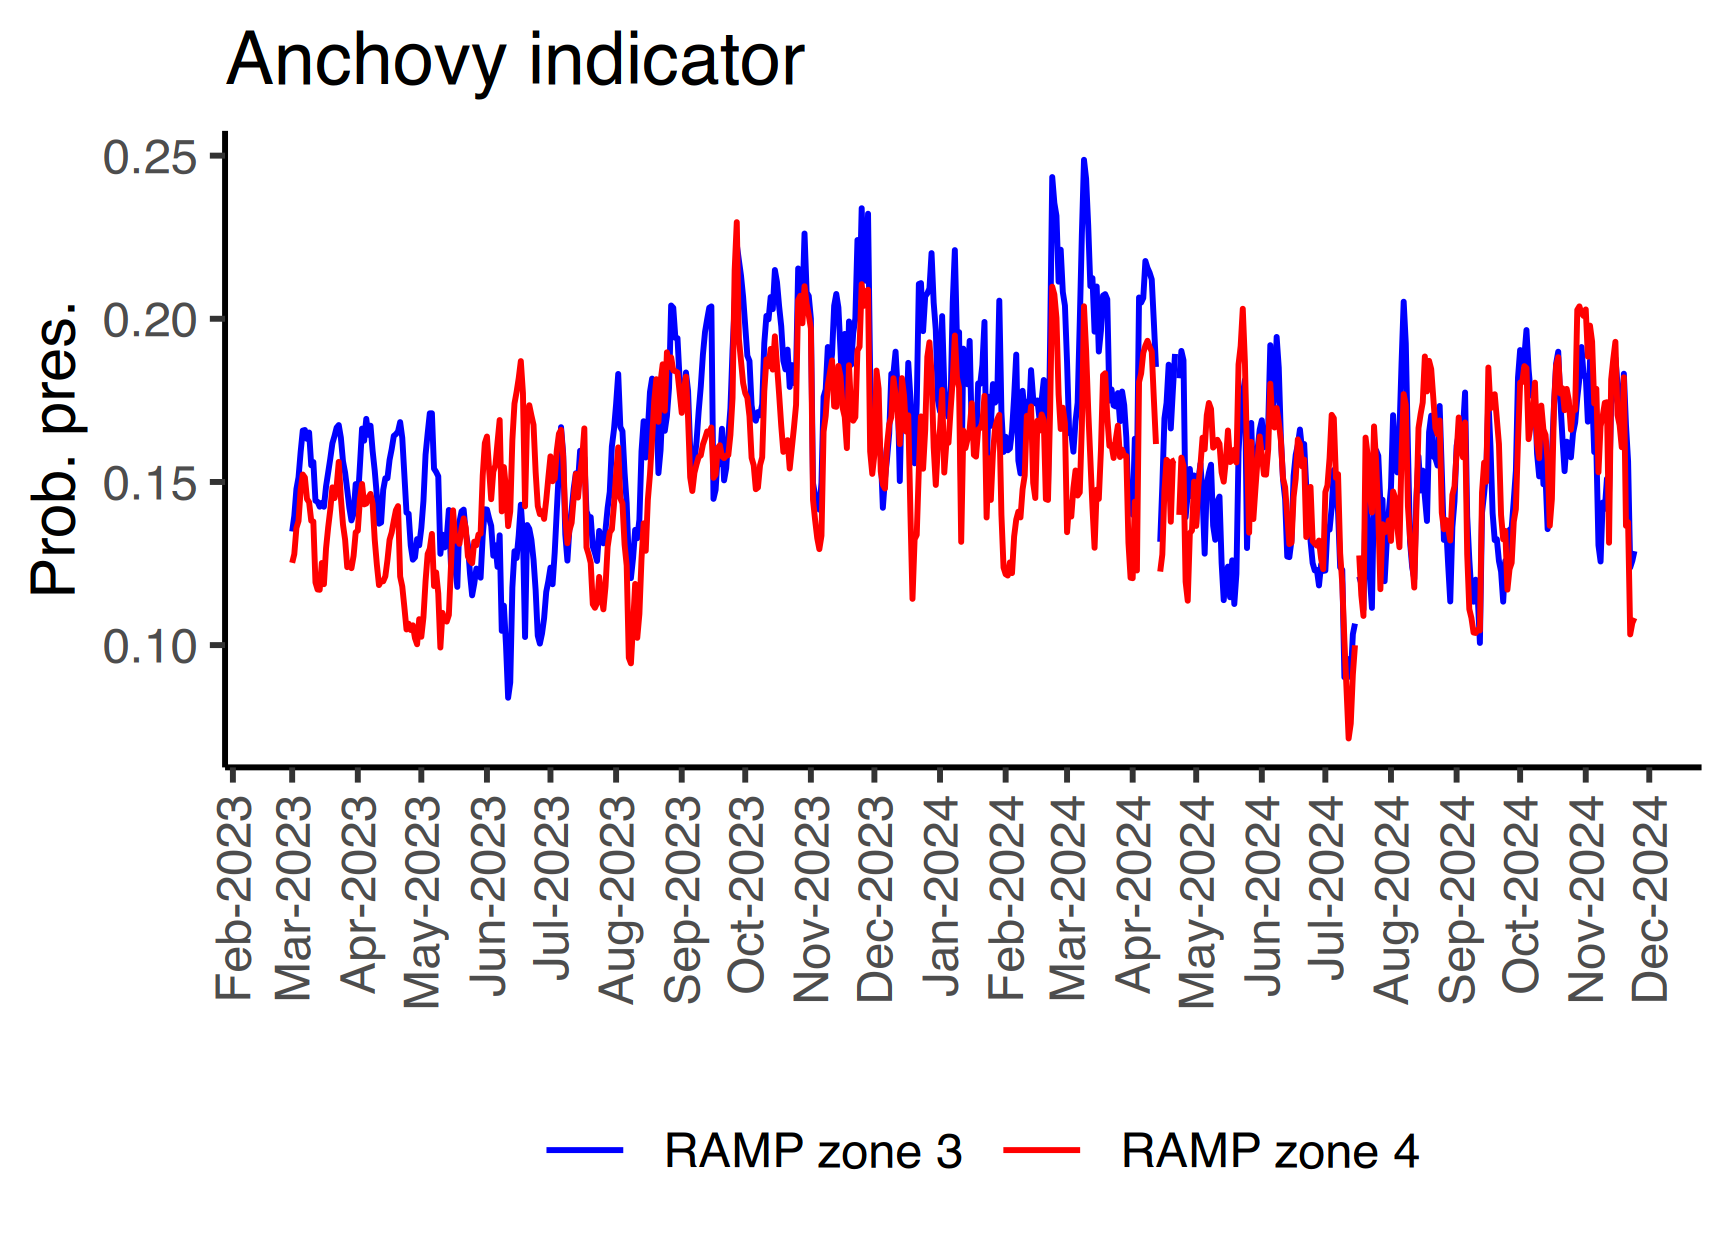 Anchovy indicator
Prob. pres.
0.25
0.20
0.15
0.10
Feb-2023
Mar-2023
Apr-2023
May-2023
Jun-2023
Jul-2023
Aug-2023
Sep-2023
Oct-2023
Nov-2023
Dec-2023
Jan-2024
Feb-2024
Mar-2024
Apr-2024
May-2024
Jun-2024
Jul-2024
Aug-2024
Sep-2024
Oct-2024
Nov-2024
Dec-2024
RAMP zone 3
RAMP zone 4